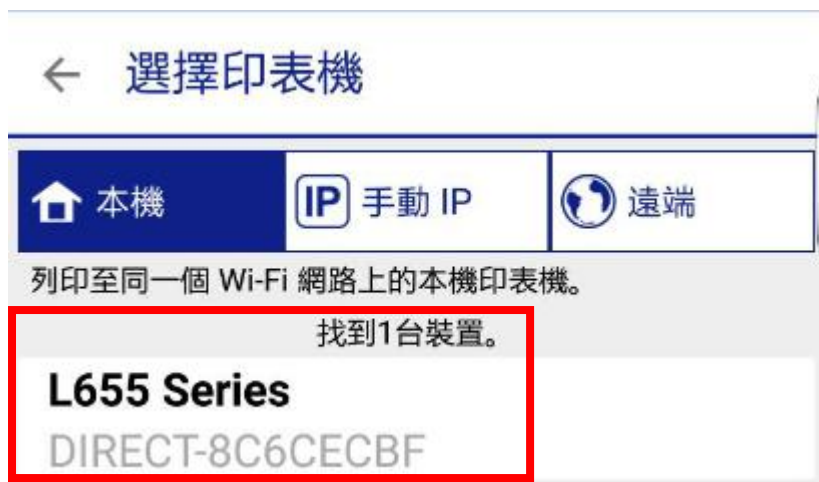 選擇印表機
本機
IP 手動 IP
遠端
列印至同一個 Wi-Fi 網路上的本機印表機。
找到1台裝置。
L655 Series
DIRECT-8C6CECBF